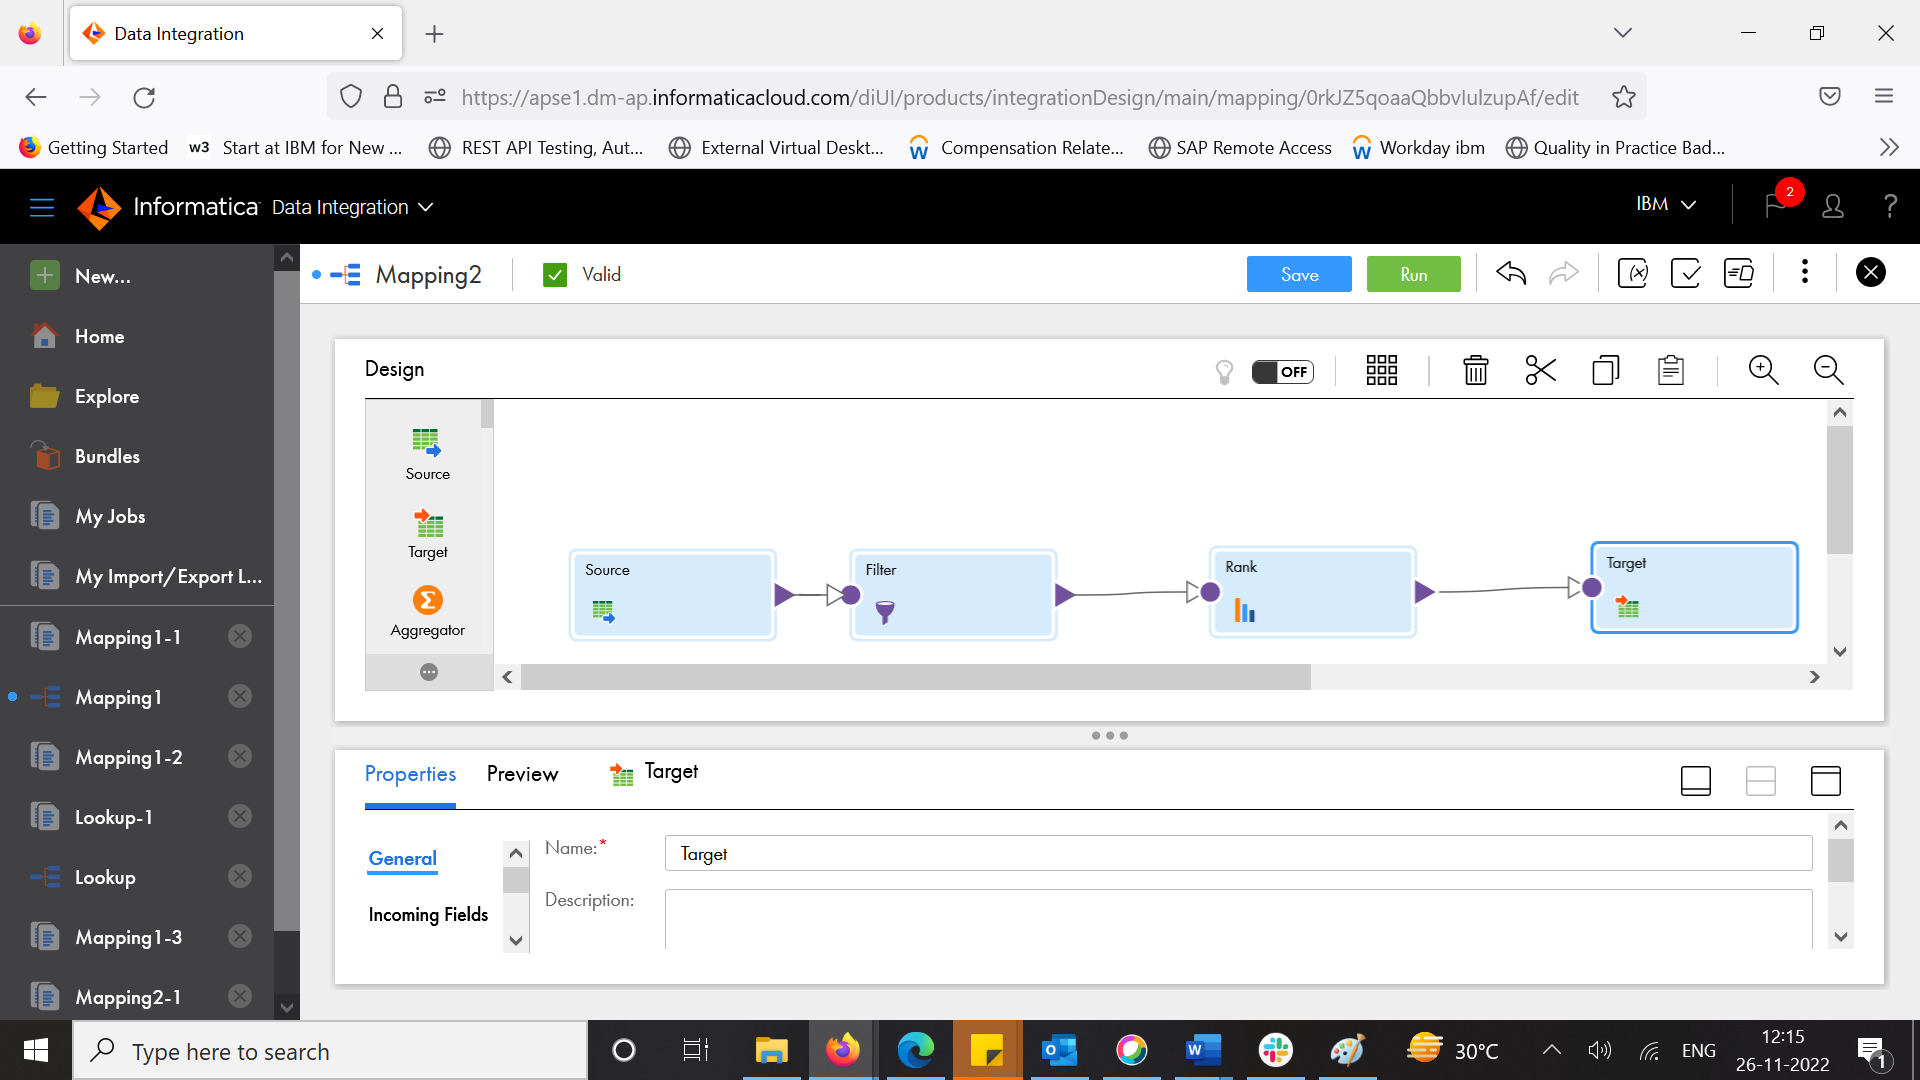 Data Integration
https://apse1.dm-ap.informaticacloud.com/diUI/products/integrationDesign/main/mapping/0rkJZ5qoaaQbbvIulzupAf/edit
Getting Started
w3 Start at IBM for New ...
REST API Testing, Aut...
External Virtual Deskt...
Compensation Relate...
SAP Remote Access
Workday ibm
Quality in Practice Bad...
Informatica Data Integration
IBM
2
?
New...
Home
Explore
Bundles
My Jobs
My Import/Export L...
Mapping1-1
Mapping1
Mapping1-2
Lookup-1
Lookup
Mapping1-3
Mapping2-1
Mapping2
Valid
Save
Run
Design
OFF
Source
Target
Aggregator
Source
Filter
Rank
Target
Properties
Preview
Target
General
Incoming Fields
Name:*
Target
Description:
Type here to search
30°C
ENG
12:15
26-11-2022
1